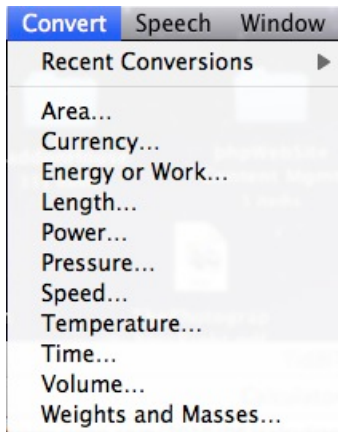 Convert Speech Window
Recent Conversions
Area...
Currency...
Energy or Work...
Length...
Power...
Pressure...
Speed...
Temperature...
Time...
Volume...
Weights and Masses...